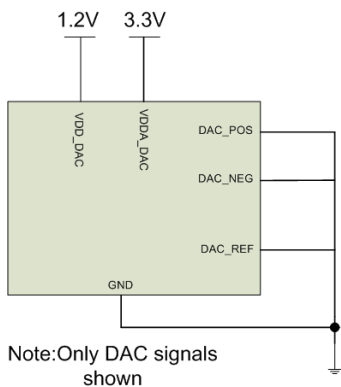 1.2V 3.3V
VDD_DAC
VDDA_DAC
DAC_POS
DAC_NEG
DAC_REF
GND
Note:Only DAC signals
shown